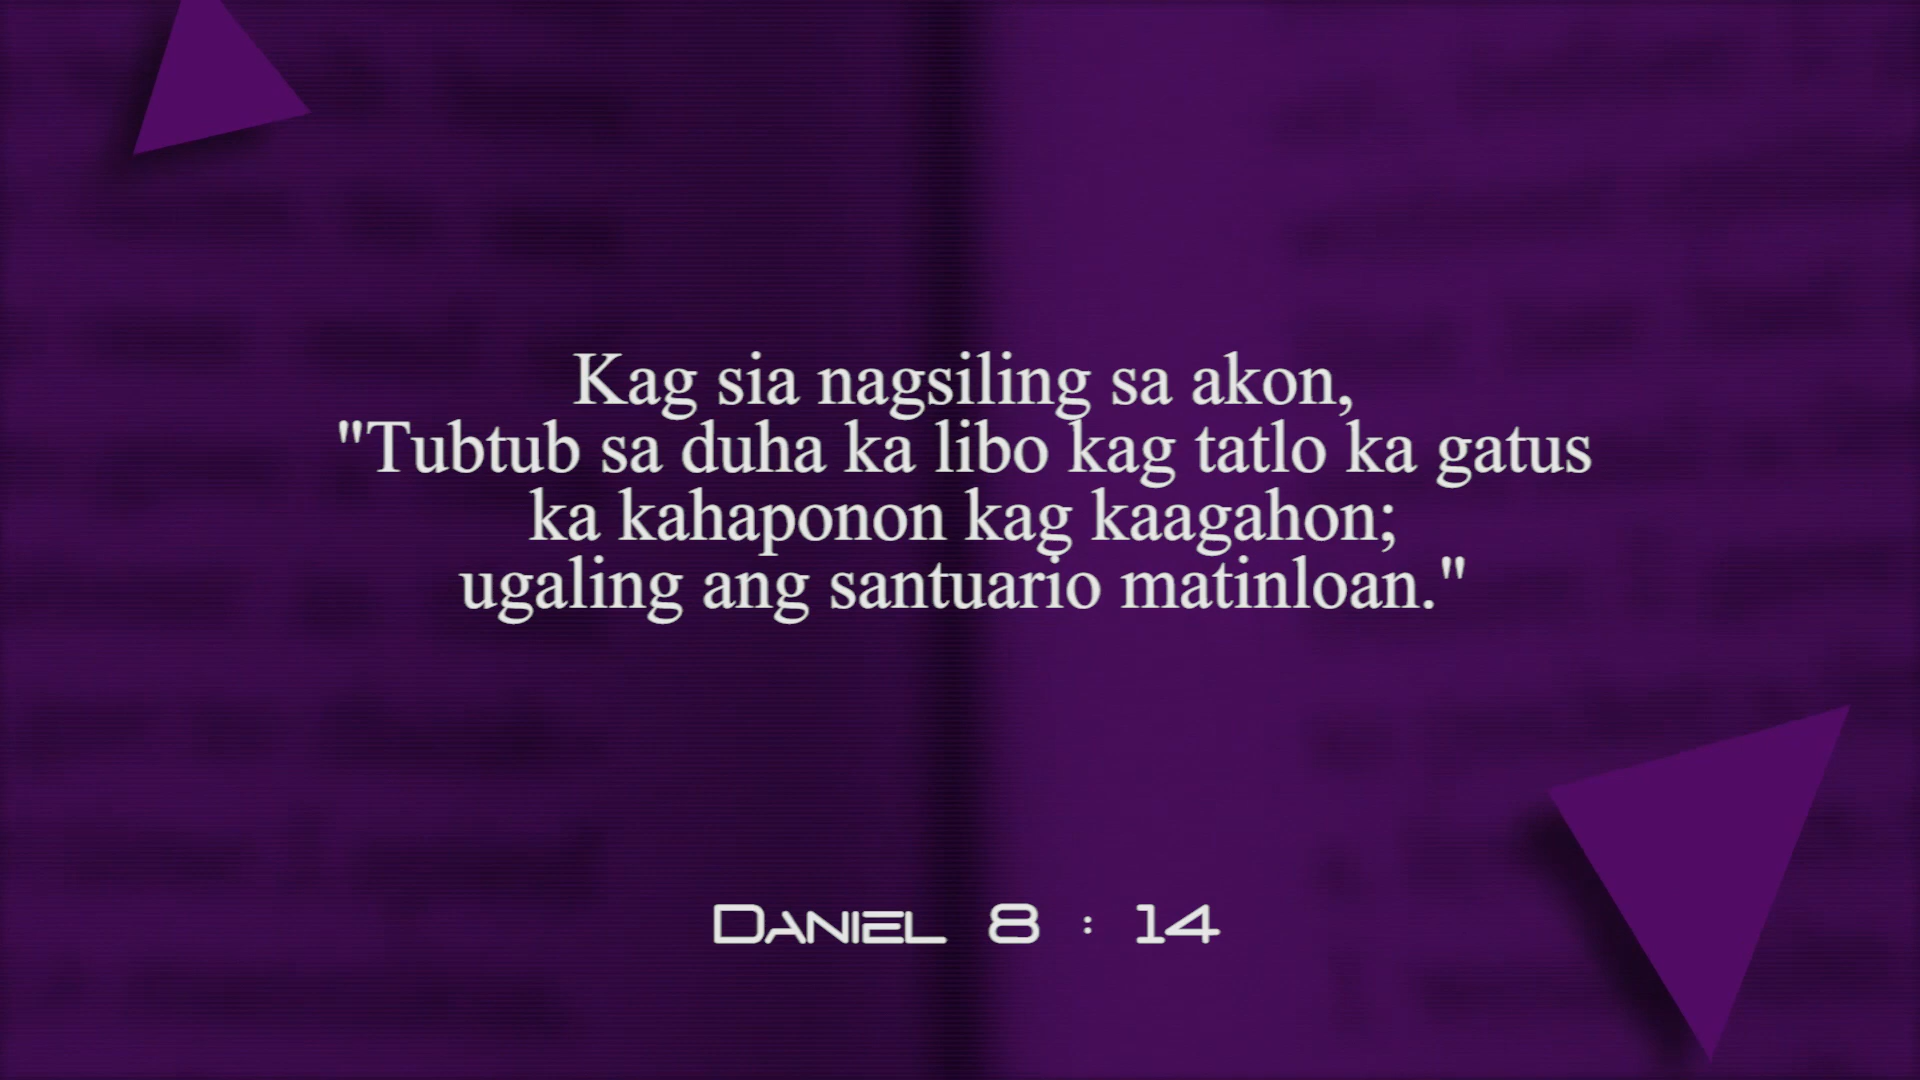 Kag sia nagsiling sa akon,
"Tubtub sa duha ka libo kag tatlo ka gatus
ka kahaponon kag kaagahon;
ugaling ang santuario matinloan."
Daniel 8 : 14